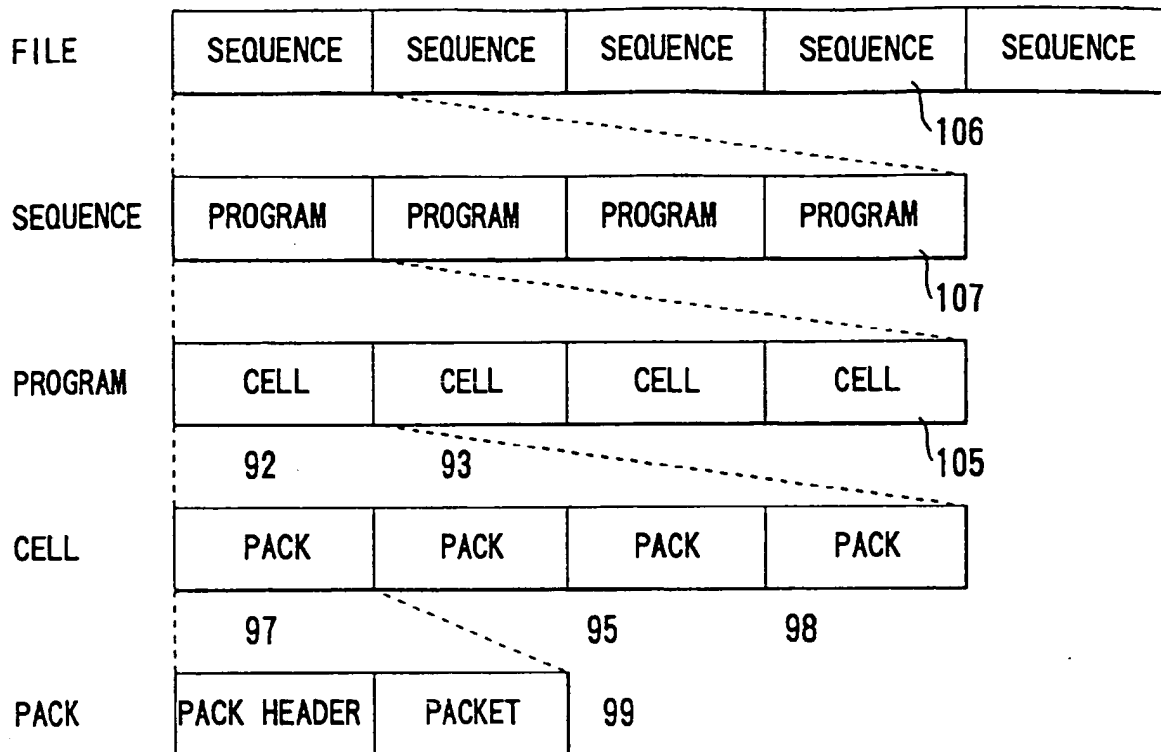 FILE SEQUENCE SEQUENCE SEQUENCE SEQUENCE SEQUENCE
106
SEQUENCE PROGRAM PROGRAM PROGRAM PROGRAM
107
PROGRAM CELL CELL CELL CELL
92 93 105
CELL PACK PACK PACK PACK
97 95 98
PACK PACK HEADER PACKET 99